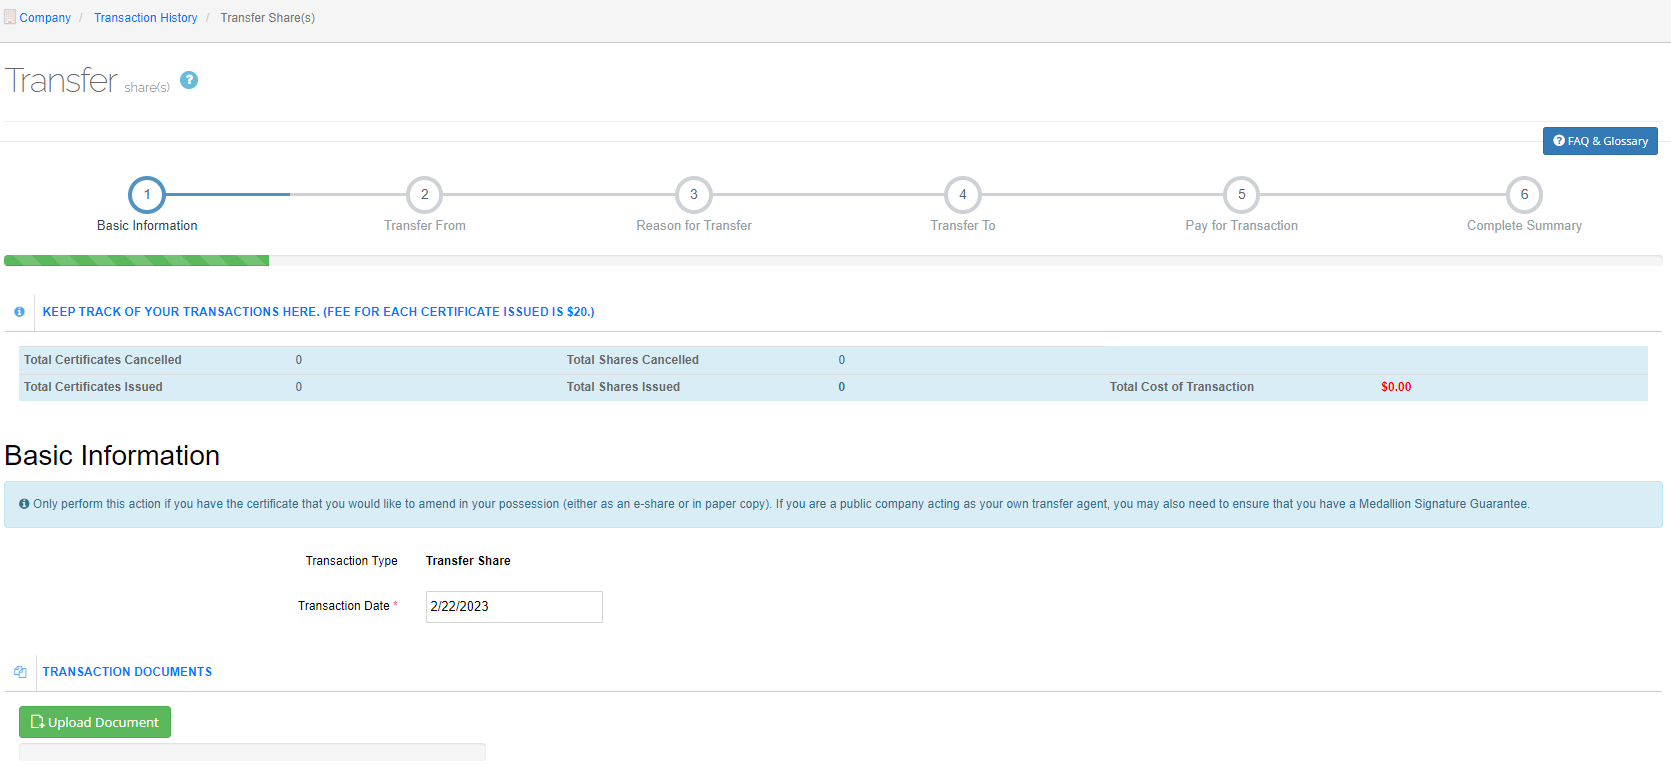 Company / Transaction History / Transfer Share(s)
Transfer share(s) ?
FAQ & Glossary
1 2 3 4 5 6
Basic Information Transfer From Reason for Transfer Transfer To Pay for Transaction Complete Summary
KEEP TRACK OF YOUR TRANSACTIONS HERE. (FEE FOR EACH CERTIFICATE ISSUED IS $20.)
Total Certificates Cancelled 0 Total Shares Cancelled 0
Total Certificates Issued 0 Total Shares Issued 0 Total Cost of Transaction $0.00
Basic Information
Only perform this action if you have the certificate that you would like to amend in your possession (either as an e-share or in paper copy). If you are a public company acting as your own transfer agent, you may also need to ensure that you have a Medallion Signature Guarantee.
Transaction Type Transfer Share
Transaction Date * 2/22/2023
TRANSACTION DOCUMENTS
Upload Document